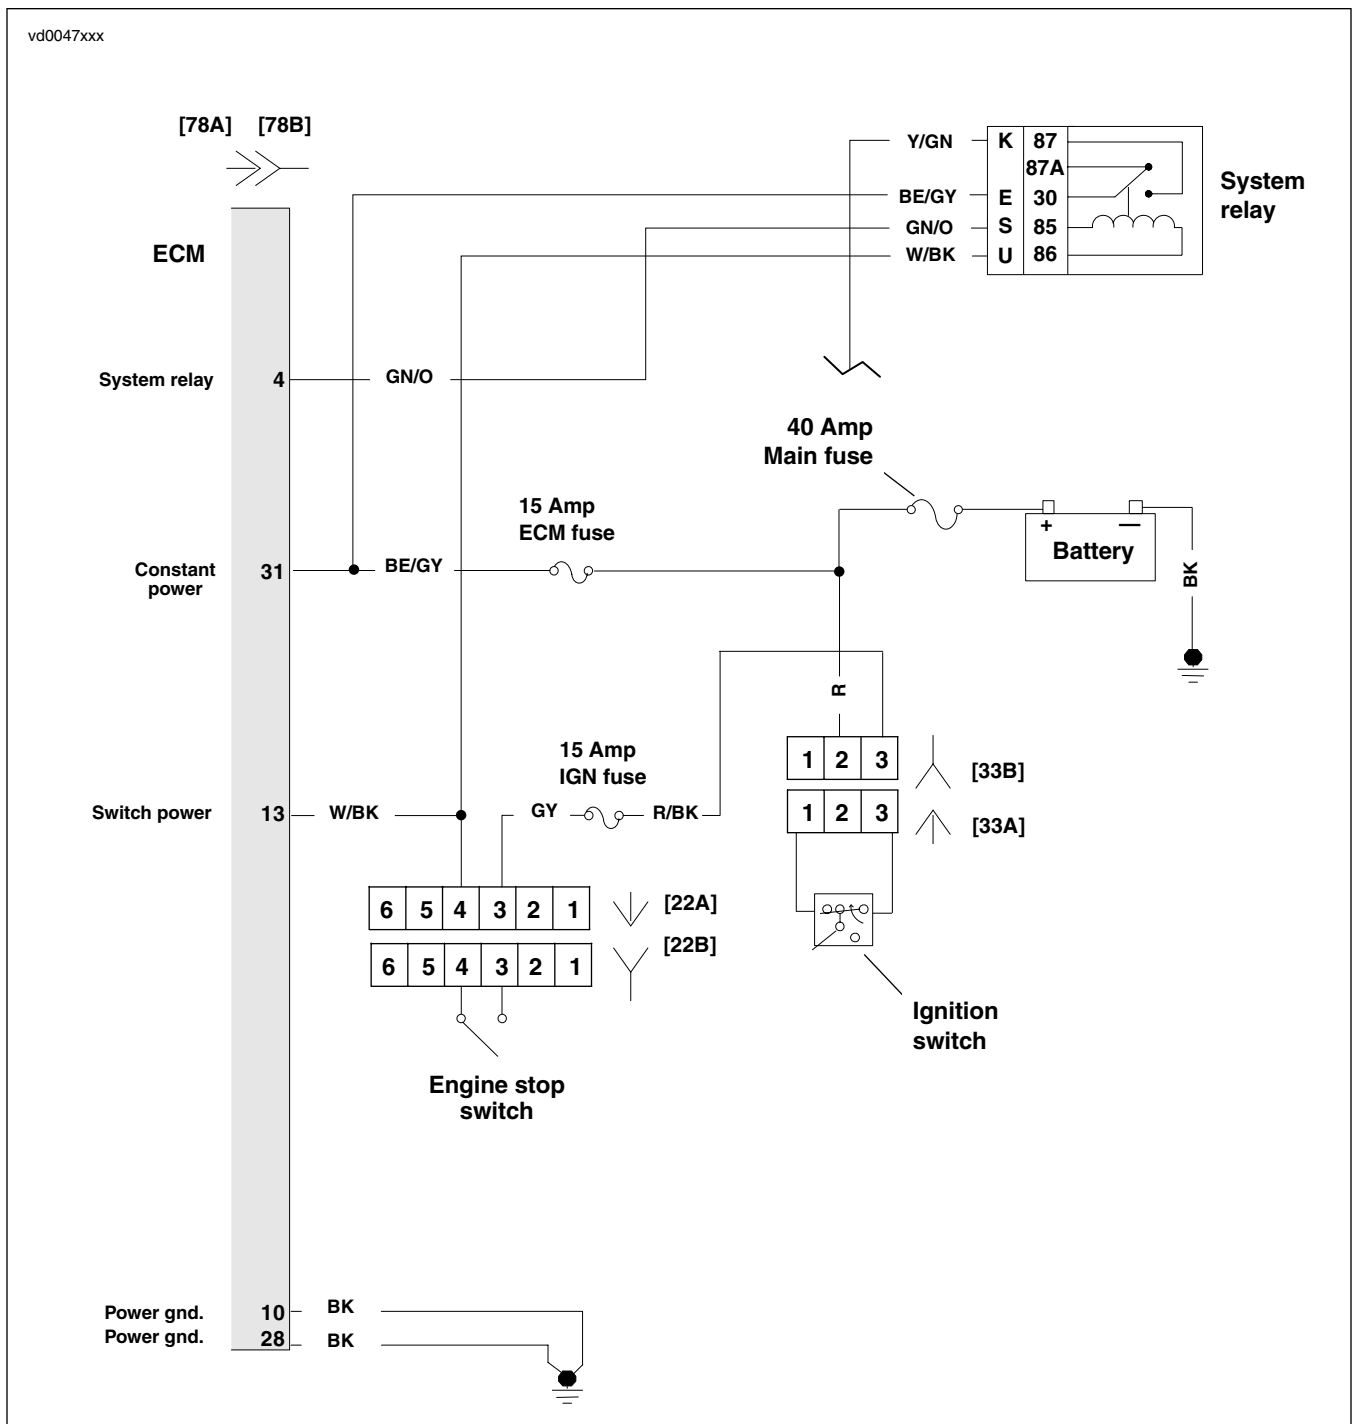 vd0047xxx
[78A] [78B]
Y/GN K 87
87A
BE/GY E 30
GN/O S 85
W/BK U 86
System
relay
ECM
System relay 4 GN/O
40 Amp
Main fuse
15 Amp
ECM fuse
+ —
Battery
BK
Constant
power
31 BE/GY
R
15 Amp
IGN fuse
1 2 3 [33B]
Switch power 13 W/BK GY R/BK
1 2 3 [33A]
6 5 4 3 2 1 [22A]
6 5 4 3 2 1 [22B]
Ignition
switch
Engine stop
switch
Power gnd. 10 BK
Power gnd. 28 BK